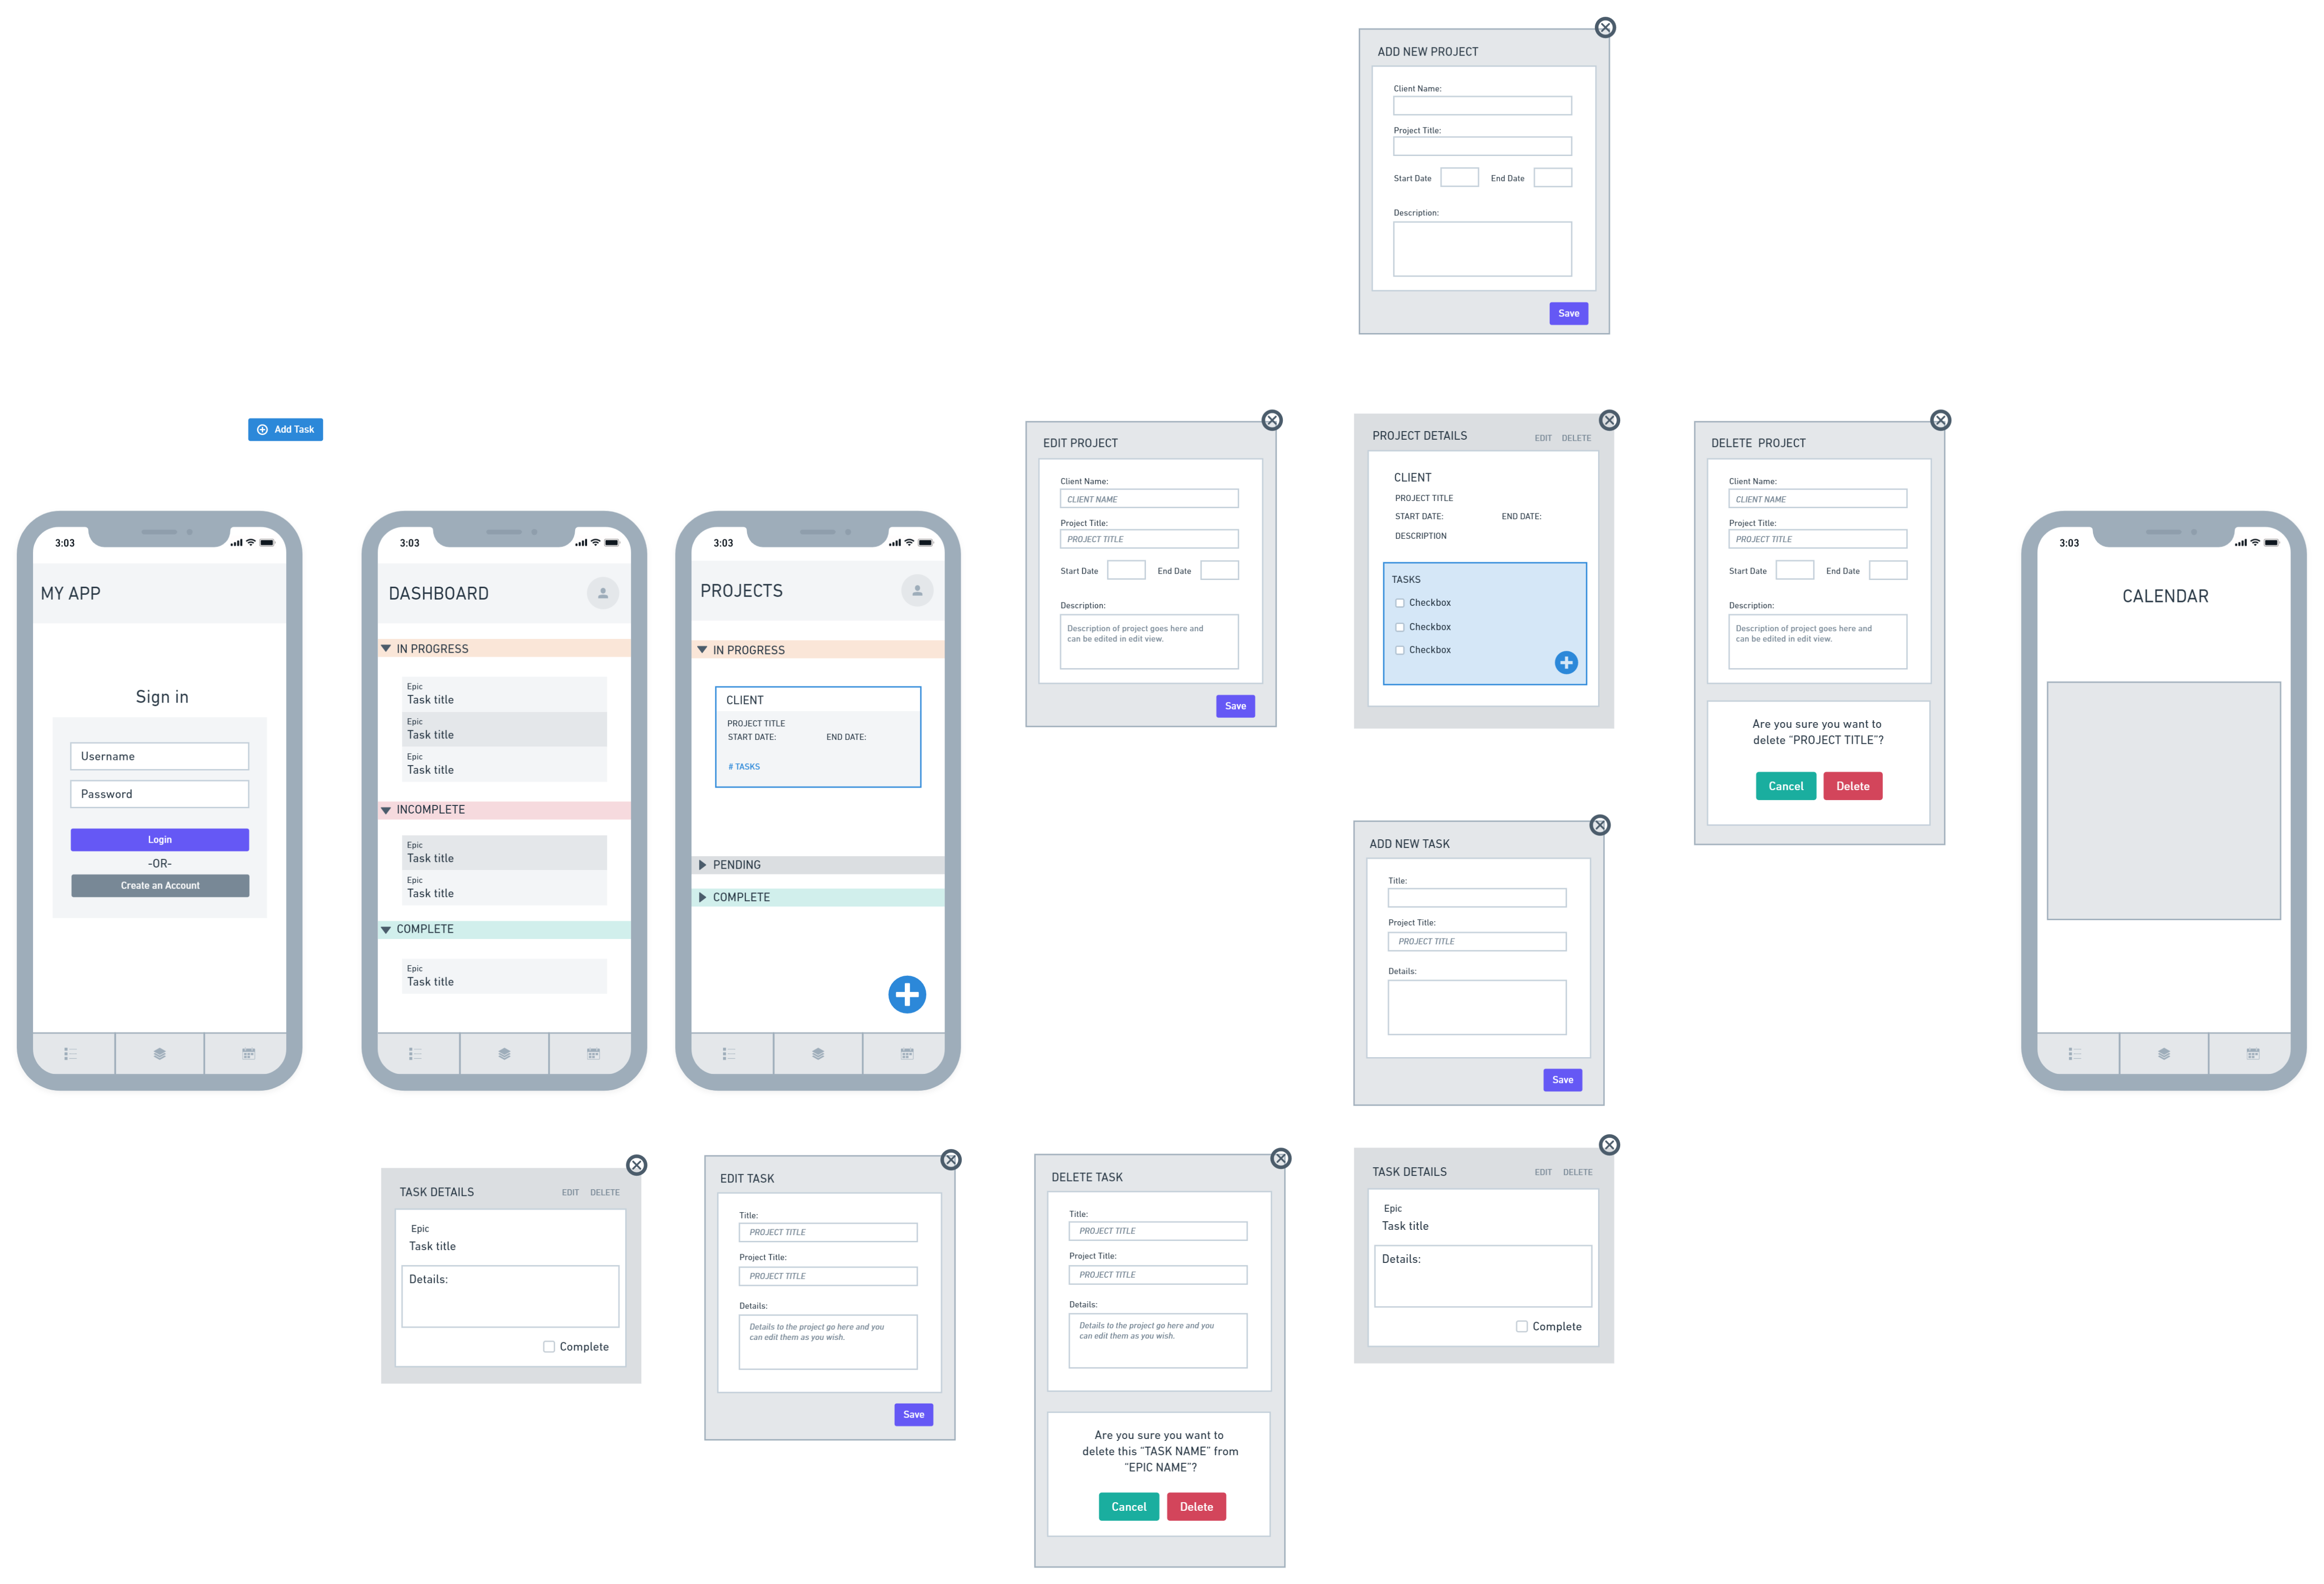 ADD NEW PROJECT
Client Name:
Project Title:
Start Date
End Date
Description:
Save
Add Task
3:03
MY APP
Sign in
Username
Password
Login
-OR-
Create an Account
3:03
DASHBOARD
IN PROGRESS
Epic
Task title
Epic
Task title
Epic
Task title
INCOMPLETE
Epic
Task title
Epic
Task title
COMPLETE
Epic
Task title
3:03
PROJECTS
IN PROGRESS
CLIENT
PROJECT TITLE
START DATE:
END DATE:
# TASKS
PENDING
COMPLETE
EDIT PROJECT
Client Name:
CLIENT NAME
Project Title:
PROJECT TITLE
Start Date
End Date
Description:
Description of project goes here and
can be edited in edit view.
Save
PROJECT DETAILS
EDIT
DELETE
CLIENT
PROJECT TITLE
START DATE:
END DATE:
DESCRIPTION
TASKS
Checkbox
Checkbox
Checkbox
DELETE PROJECT
Client Name:
CLIENT NAME
Project Title:
PROJECT TITLE
Start Date
End Date
Description:
Description of project goes here and
can be edited in edit view.
Are you sure you want to
delete “PROJECT TITLE”?
Cancel
Delete
3:03
CALENDAR
ADD NEW TASK
Title:
Project Title:
PROJECT TITLE
Details:
Save
TASK DETAILS
EDIT
DELETE
Epic
Task title
Details:
Complete
EDIT TASK
Title:
PROJECT TITLE
Project Title:
PROJECT TITLE
Details:
Details to the project go here and you
can edit them as you wish.
Save
DELETE TASK
Title:
PROJECT TITLE
Project Title:
PROJECT TITLE
Details:
Details to the project go here and you
can edit them as you wish.
Are you sure you want to
delete this “TASK NAME” from
“EPIC NAME”?
Cancel
Delete
TASK DETAILS
EDIT
DELETE
Epic
Task title
Details:
Complete